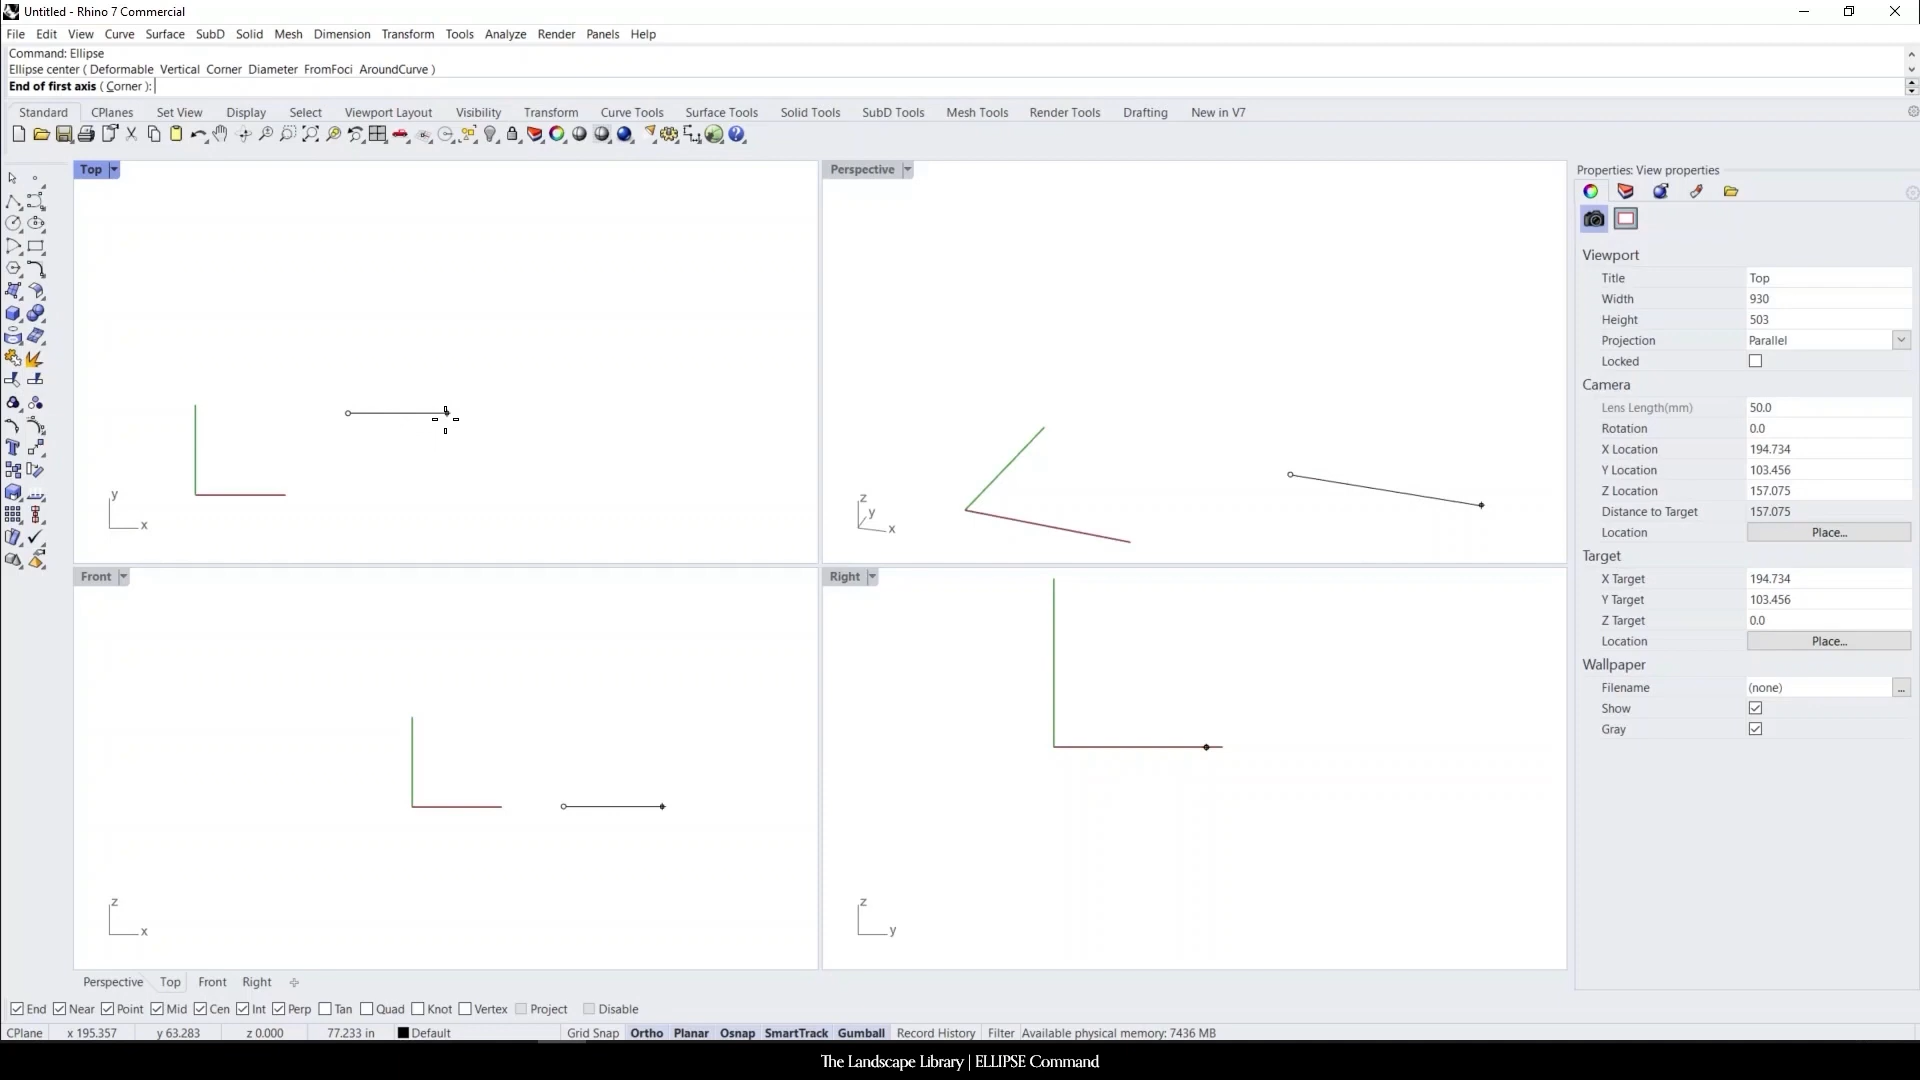 Untitled - Rhino 7 Commercial
File Edit View Curve Surface SubD Solid Mesh Dimension Transform Tools Analyze Render Panels Help
Command: Ellipse
Ellipse center ( Deformable Vertical Corner Diameter FromFoci AroundCurve )
End of first axis ( Corner ):
Standard CPlanes Set View Display Select Viewport Layout Visibility Transform Curve Tools Surface Tools Solid Tools SubD Tools Mesh Tools Render Tools Drafting New in V7
Top
y
x
Perspective
z
y
x
Front
z
x
Right
z
y
Properties: View properties
Viewport
Title Top
Width 930
Height 503
Projection Parallel
Locked
Camera
Lens Length(mm) 50.0
Rotation 0.0
X Location 194.734
Y Location 103.456
Z Location 157.075
Distance to Target 157.075
Location Place...
Target
X Target 194.734
Y Target 103.456
Z Target 0.0
Location Place...
Wallpaper
Filename (none) ...
Show
Gray
Perspective Top Front Right
End Near Point Mid Cen Int Perp Tan Quad Knot Vertex Project Disable
CPlane x 195.357 y 63.283 z 0.000 77.233 in Default Grid Snap Ortho Planar Osnap SmartTrack Gumball Record History Filter Available physical memory: 7436 MB
The Landscape Library | ELLIPSE Command